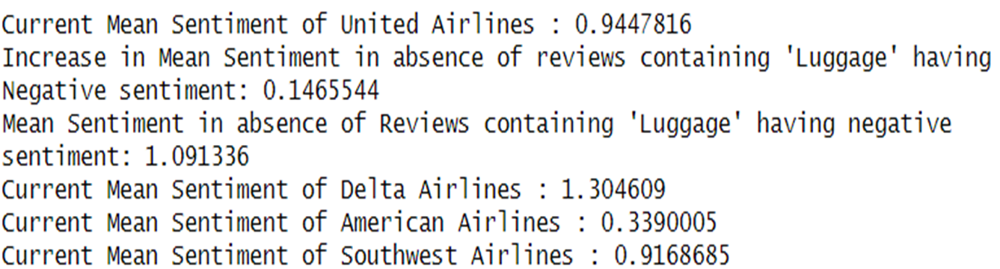 Current Mean Sentiment of United Airlines : 0.9447816
Increase in Mean Sentiment in absence of reviews containing 'Luggage' having
Negative sentiment: 0.1465544
Mean Sentiment in absence of Reviews containing 'Luggage' having negative
sentiment: 1.091336
Current Mean Sentiment of Delta Airlines : 1.304609
Current Mean Sentiment of American Airlines : 0.3390005
Current Mean Sentiment of Southwest Airlines : 0.9168685